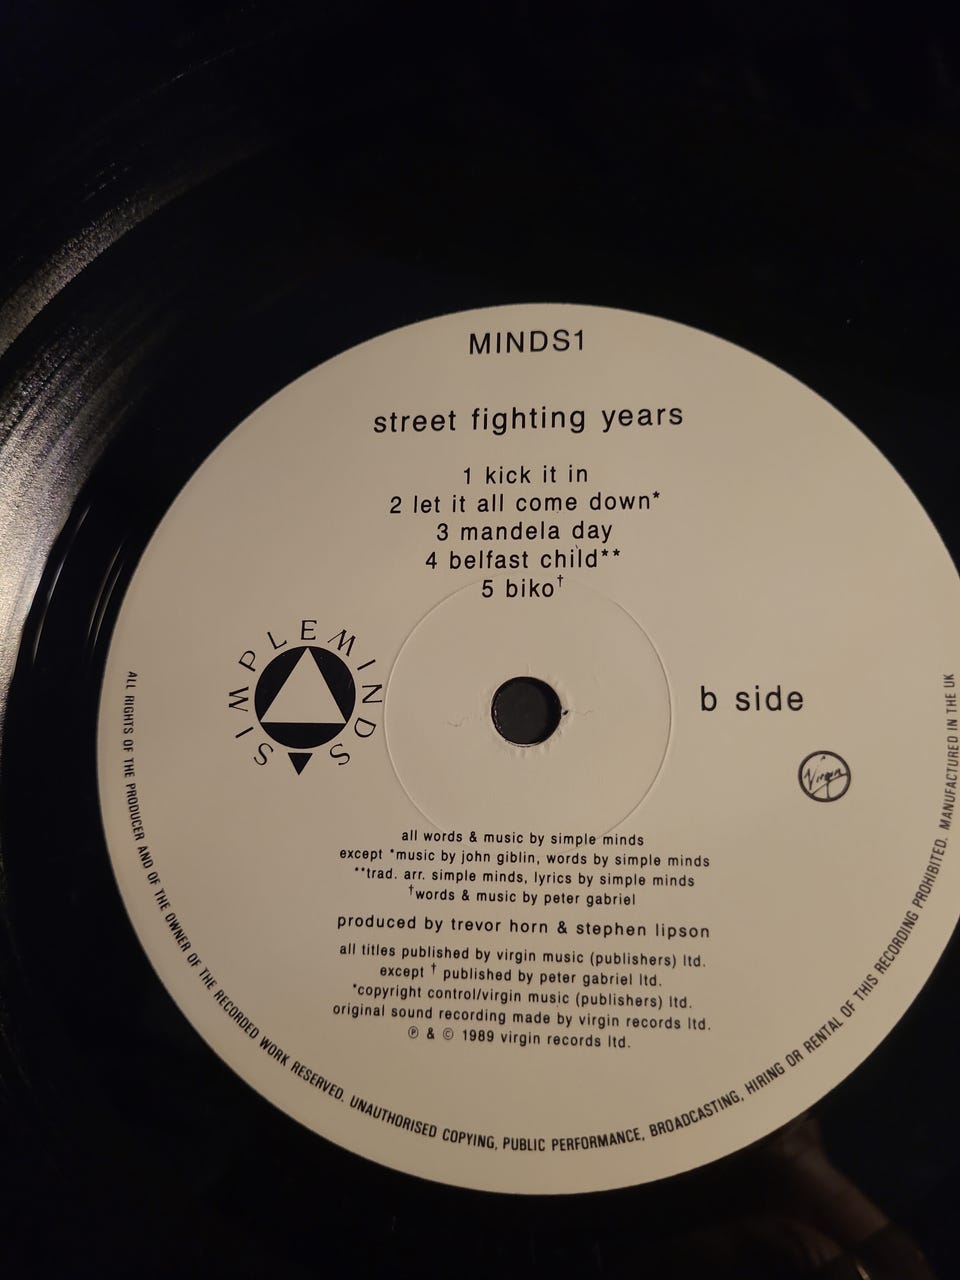 MINDS1
street fighting years
1 kick it in
2 let it all come down*
3 mandela day
4 belfast child**
5 biko†
SIMPLE MINDS
b side
Virgin
all words & music by simple minds
except *music by john giblin, words by simple minds
**trad. arr. simple minds, lyrics by simple minds
†words & music by peter gabriel
produced by trevor horn & stephen lipson
all titles published by virgin music (publishers) ltd.
except † published by peter gabriel ltd.
*copyright control/virgin music (publishers) ltd.
original sound recording made by virgin records ltd.
℗ & © 1989 virgin records ltd.
ALL RIGHTS OF THE PRODUCER AND OF THE OWNER OF THE RECORDED WORK RESERVED. UNAUTHORISED COPYING, PUBLIC PERFORMANCE, BROADCASTING, HIRING OR RENTAL OF THIS RECORDING PROHIBITED. MANUFACTURED IN THE UK